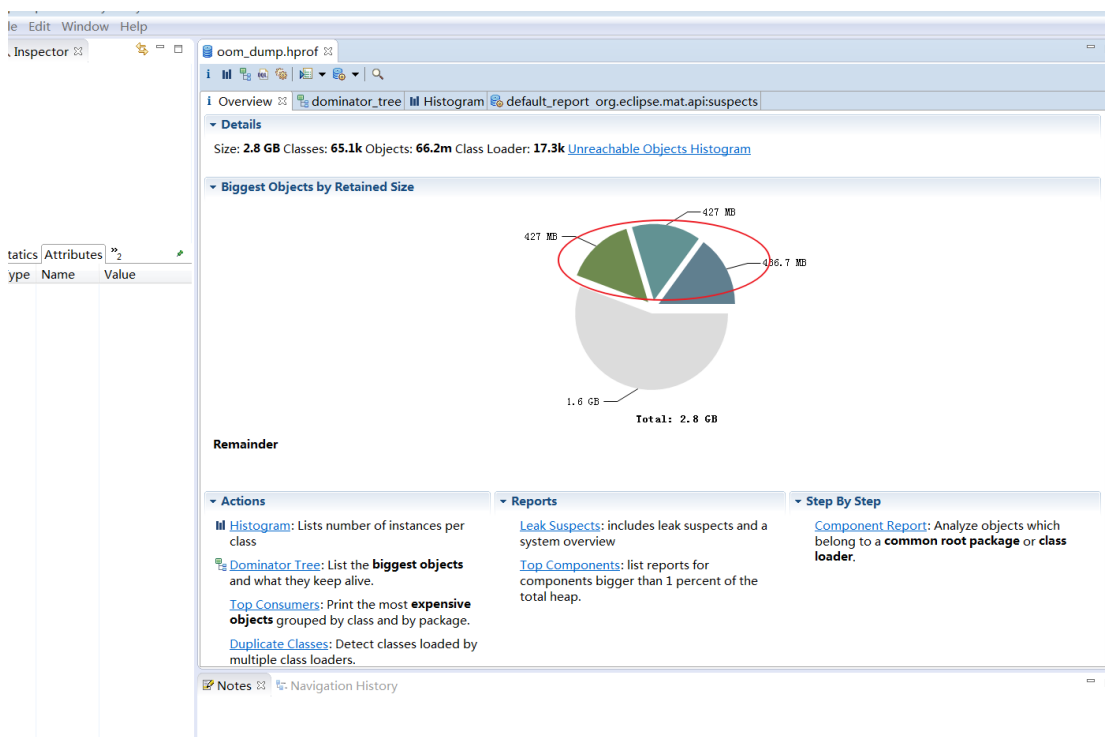 le Edit Window Help
Inspector
oom_dump.hprof
i Overview dominator_tree Histogram default_report org.eclipse.mat.api:suspects
Details
Size: 2.8 GB Classes: 65.1k Objects: 66.2m Class Loader: 17.3k Unreachable Objects Histogram
Biggest Objects by Retained Size
427 MB
427 MB
tatics Attributes »2
ype Name Value
1.6 GB
Total: 2.8 GB
Remainder
Actions
Histogram: Lists number of instances per
class
Dominator Tree: List the biggest objects
and what they keep alive.
Top Consumers: Print the most expensive
objects grouped by class and by package.
Duplicate Classes: Detect classes loaded by
multiple class loaders.
Reports
Leak Suspects: includes leak suspects and a
system overview
Top Components: list reports for
components bigger than 1 percent of the
total heap.
Step By Step
Component Report: Analyze objects which
belong to a common root package or class
loader.
Notes Navigation History